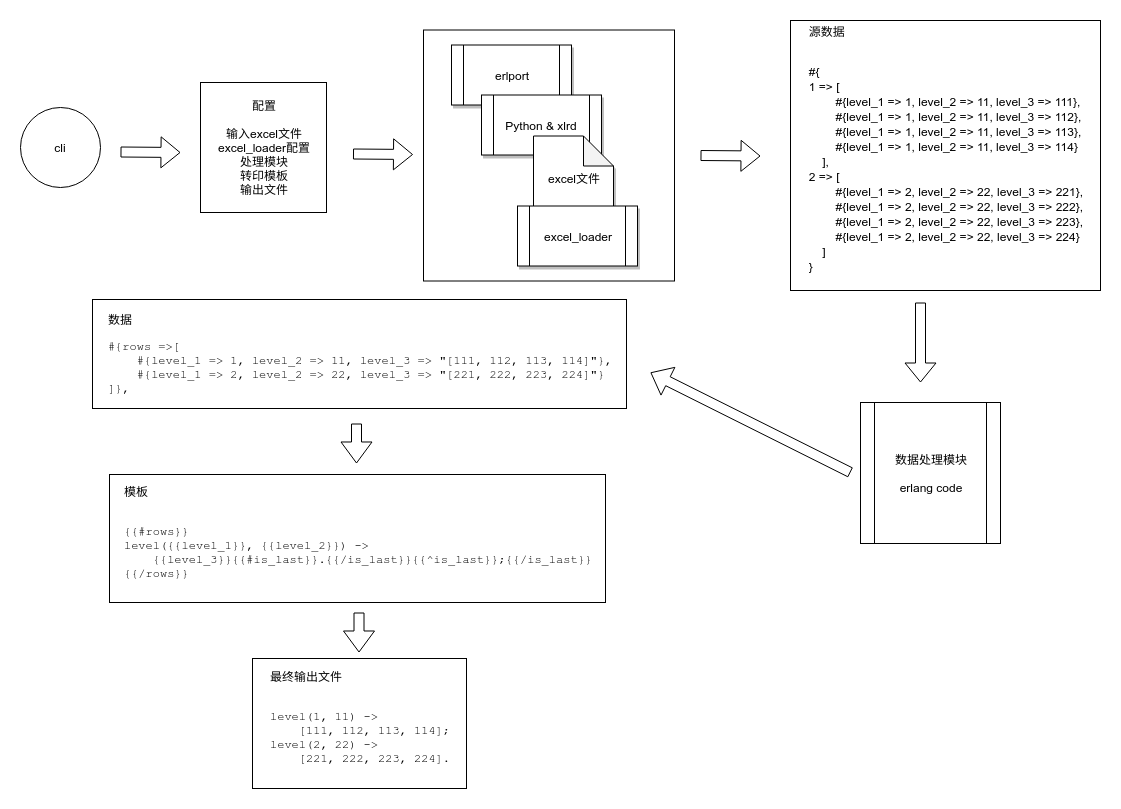 cli
配置
输入excel文件
excel_loader配置
处理模块
转印模板
输出文件
erlport
Python & xlrd
excel文件
excel_loader
源数据
#{
1 => [
#{level_1 => 1, level_2 => 11, level_3 => 111},
#{level_1 => 1, level_2 => 11, level_3 => 112},
#{level_1 => 1, level_2 => 11, level_3 => 113},
#{level_1 => 1, level_2 => 11, level_3 => 114}
],
2 => [
#{level_1 => 2, level_2 => 22, level_3 => 221},
#{level_1 => 2, level_2 => 22, level_3 => 222},
#{level_1 => 2, level_2 => 22, level_3 => 223},
#{level_1 => 2, level_2 => 22, level_3 => 224}
]
}
数据处理模块
erlang code
数据
#{rows =>[
#{level_1 => 1, level_2 => 11, level_3 => "[111, 112, 113, 114]"},
#{level_1 => 2, level_2 => 22, level_3 => "[221, 222, 223, 224]"}
]},
模板
{{#rows}}
level({{level_1}}, {{level_2}}) ->
{{level_3}}{{#is_last}}.{{/is_last}}{{^is_last}};{{/is_last}}
{{/rows}}
最终输出文件
level(1, 11) ->
[111, 112, 113, 114];
level(2, 22) ->
[221, 222, 223, 224].